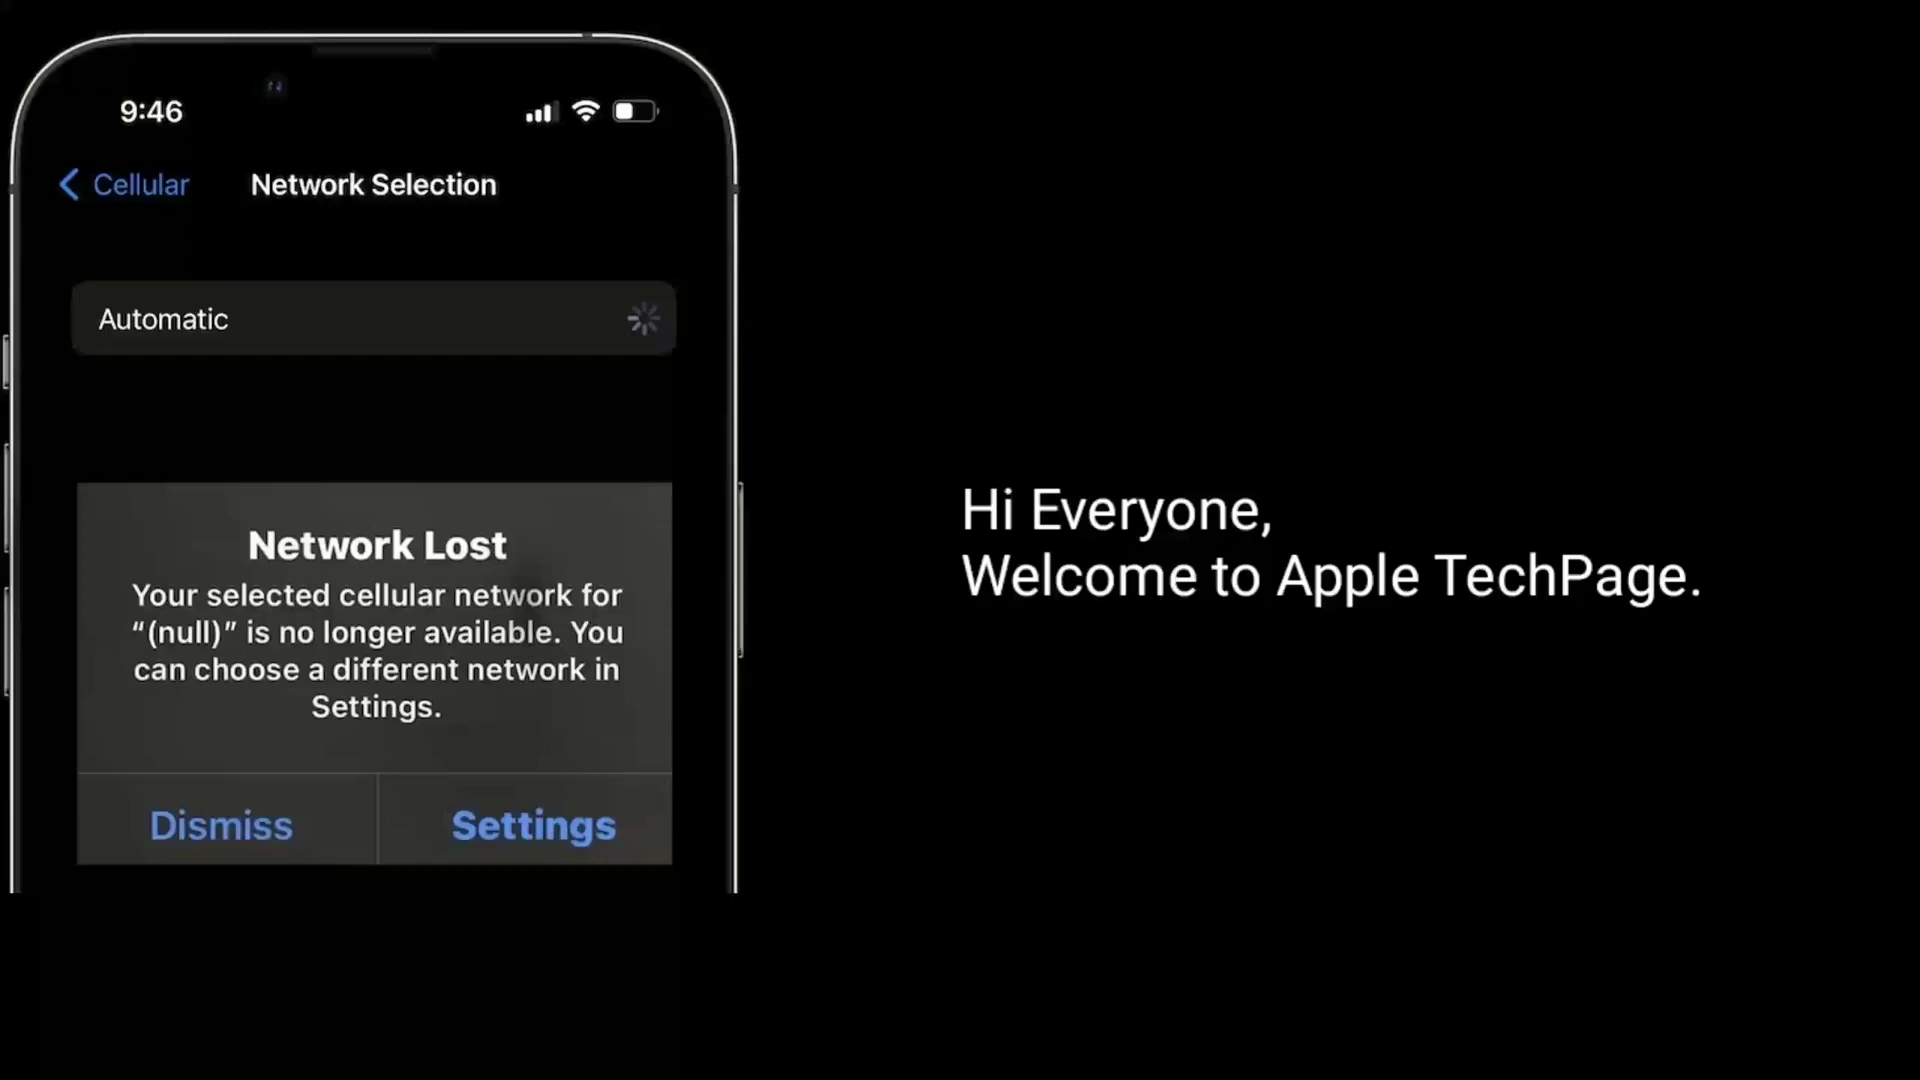 9:46
Cellular
Network Selection
Automatic
Network Lost
Your selected cellular network for
“(null)” is no longer available. You
can choose a different network in
Settings.
Dismiss
Settings
Hi Everyone,
Welcome to Apple TechPage.